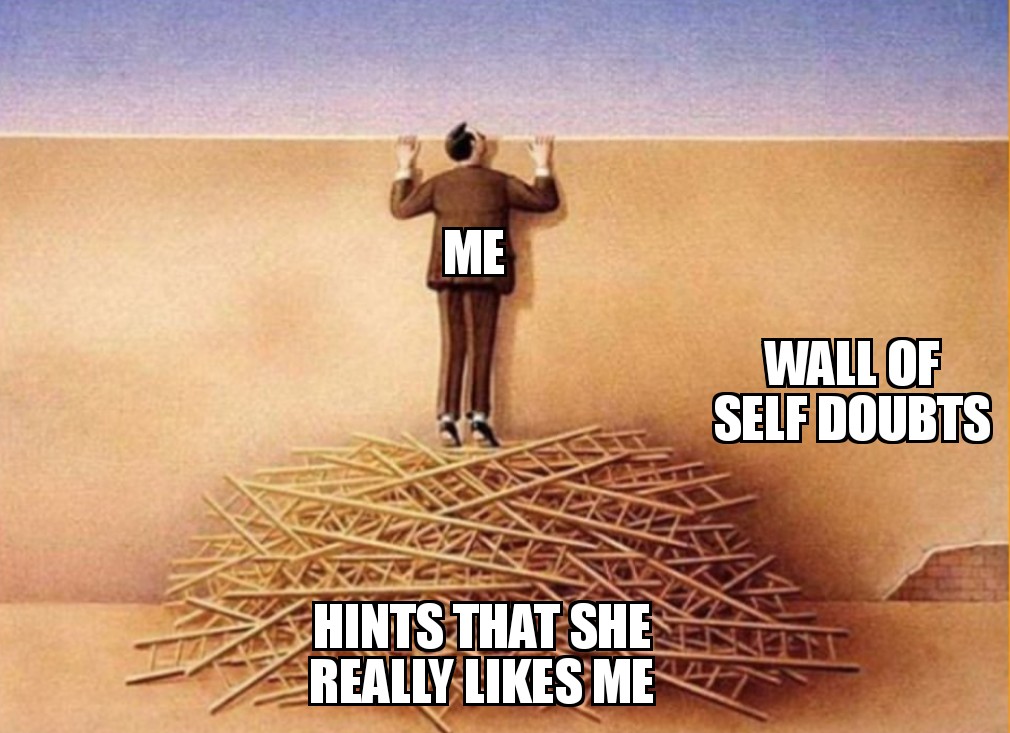 ME
WALL OF
SELF DOUBTS
HINTS THAT SHE
REALLY LIKES ME